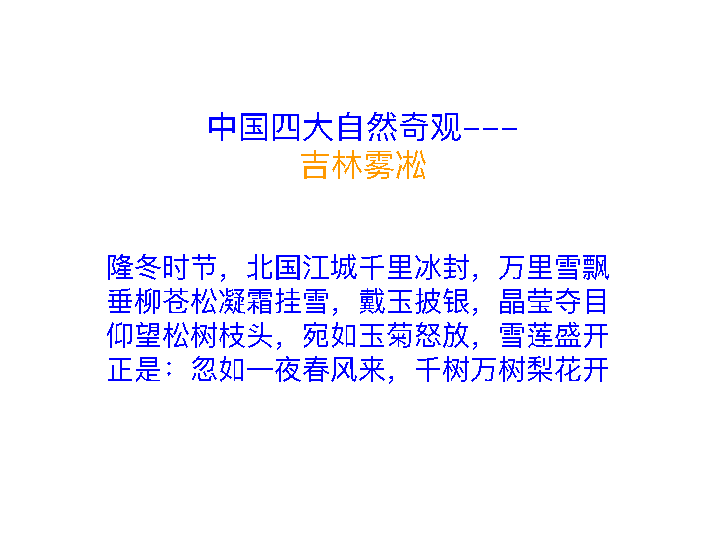 中国四大自然奇观---
吉林雾凇
隆冬时节，北国江城千里冰封，万里雪飘
垂柳苍松凝霜挂雪，戴玉披银，晶莹夺目
仰望松树枝头，宛如玉菊怒放，雪莲盛开
正是：忽如一夜春风来，千树万树梨花开